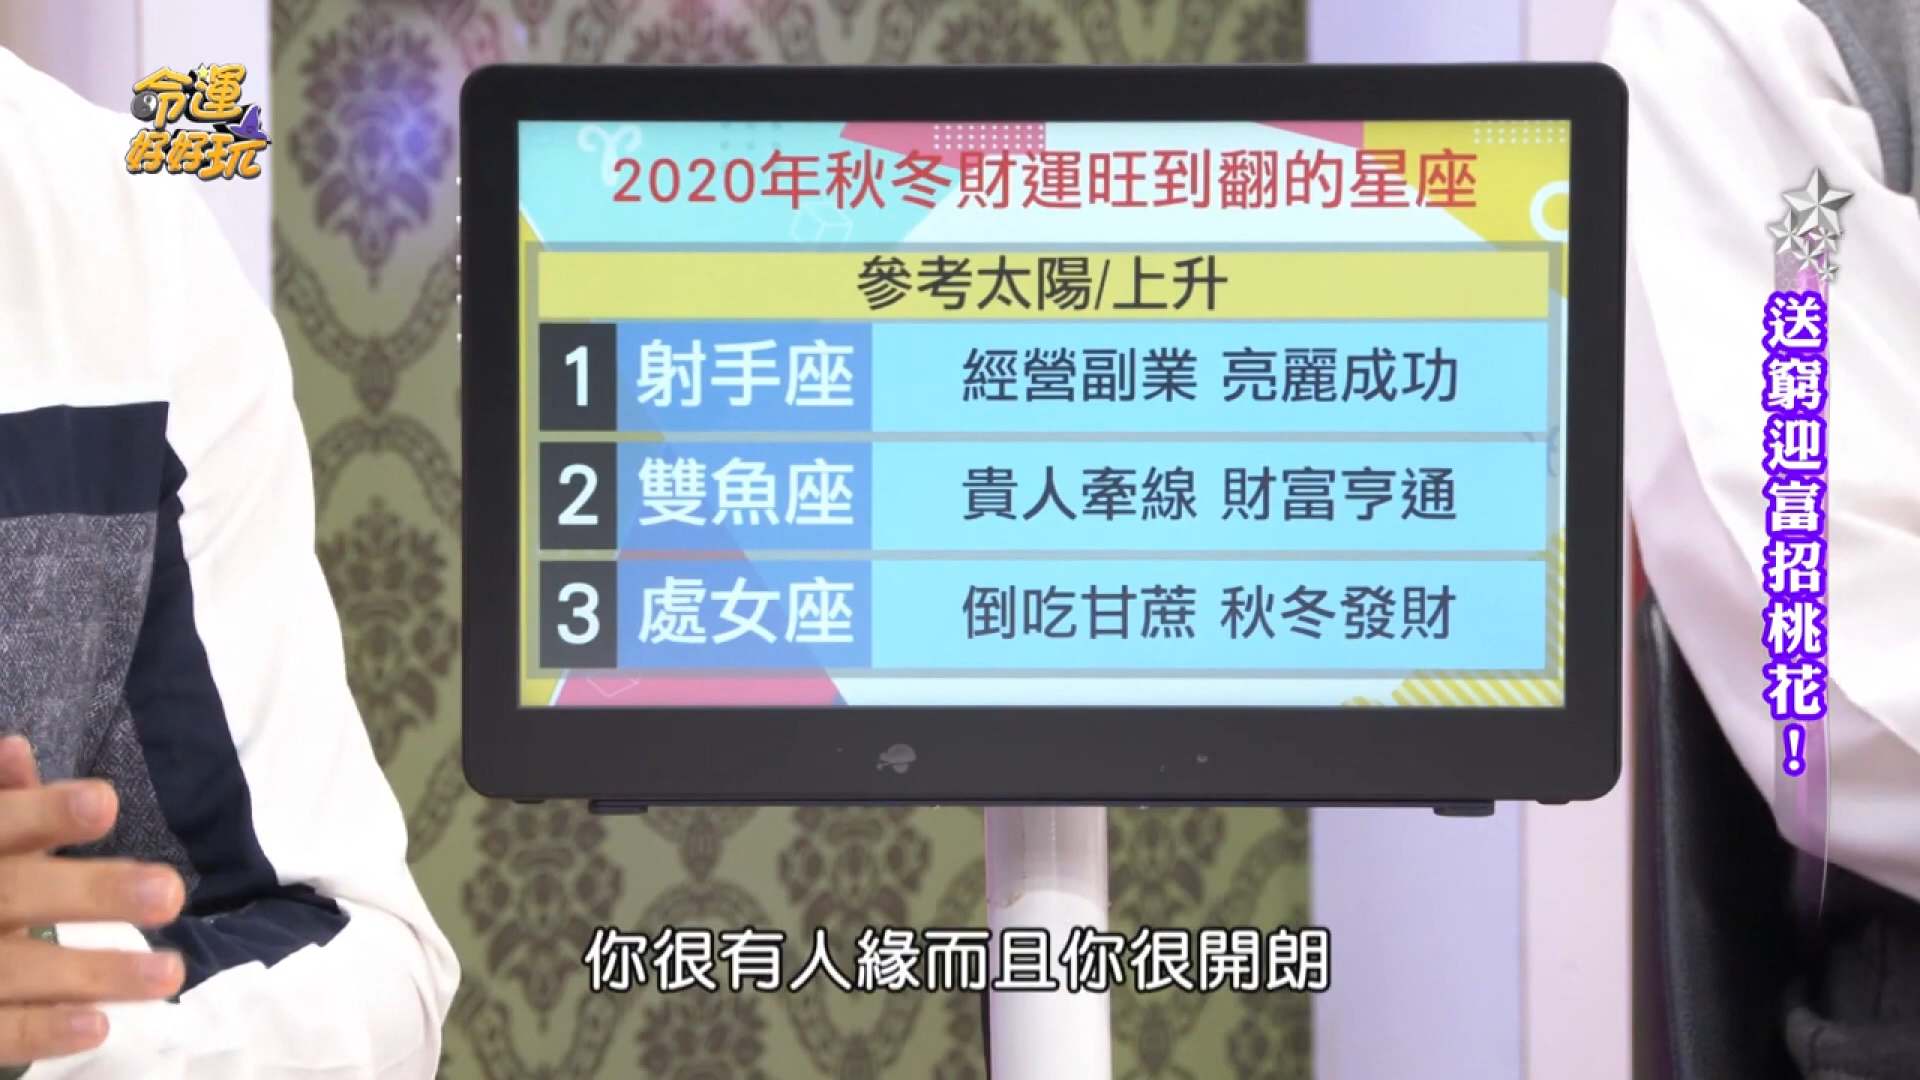 命運
好好玩
2020年秋冬財運旺到翻的星座
參考太陽/上升
1 射手座 經營副業 亮麗成功
2 雙魚座 貴人牽線 財富亨通
3 處女座 倒吃甘蔗 秋冬發財
送窮迎富招桃花!
你很有人緣而且你很開朗